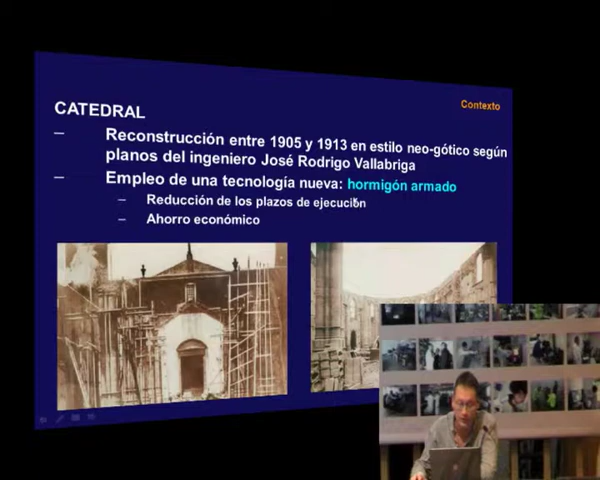 Contexto
CATEDRAL
– Reconstrucción entre 1905 y 1913 en estilo neo-gótico según
planos del ingeniero José Rodrigo Vallabriga
– Empleo de una tecnología nueva: hormigón armado
– Reducción de los plazos de ejecución
– Ahorro económico